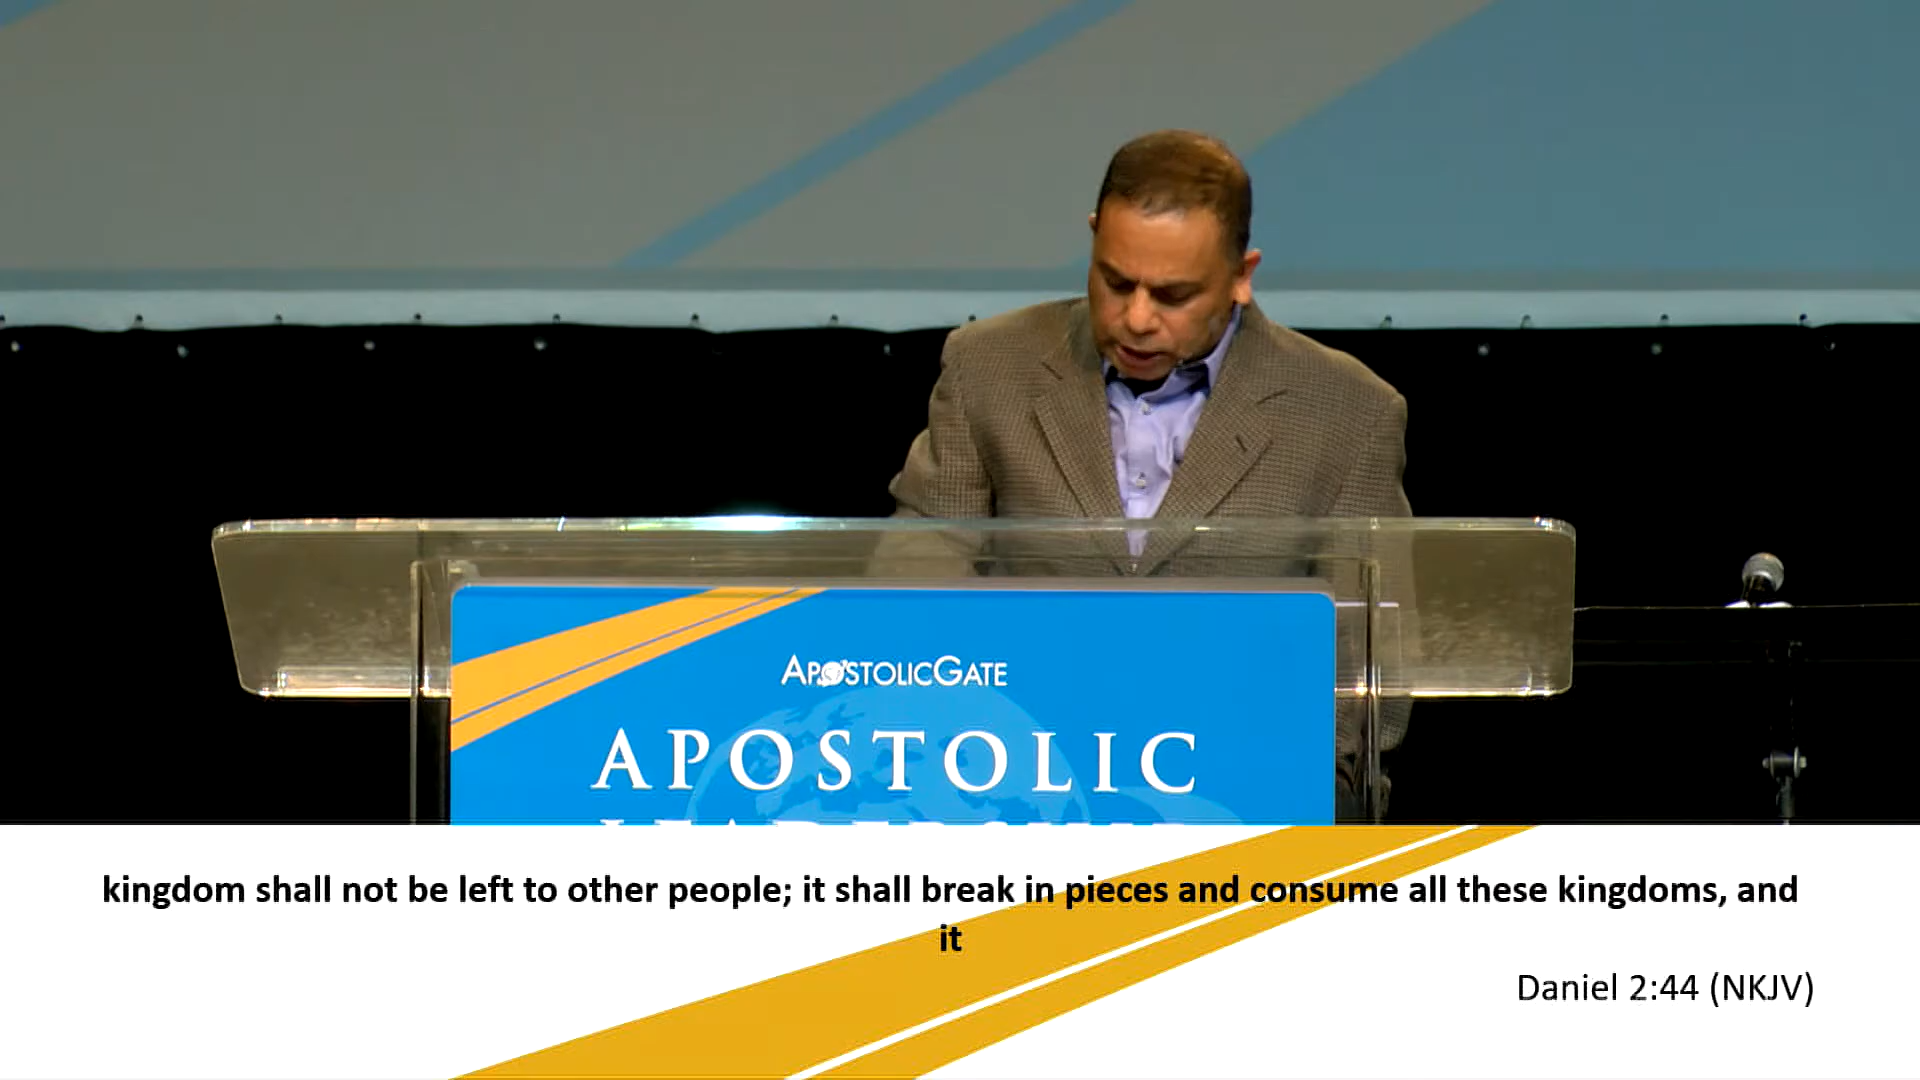 APOSTOLICGATE
APOSTOLIC
kingdom shall not be left to other people; it shall break in pieces and consume all these kingdoms, and
it
Daniel 2:44 (NKJV)